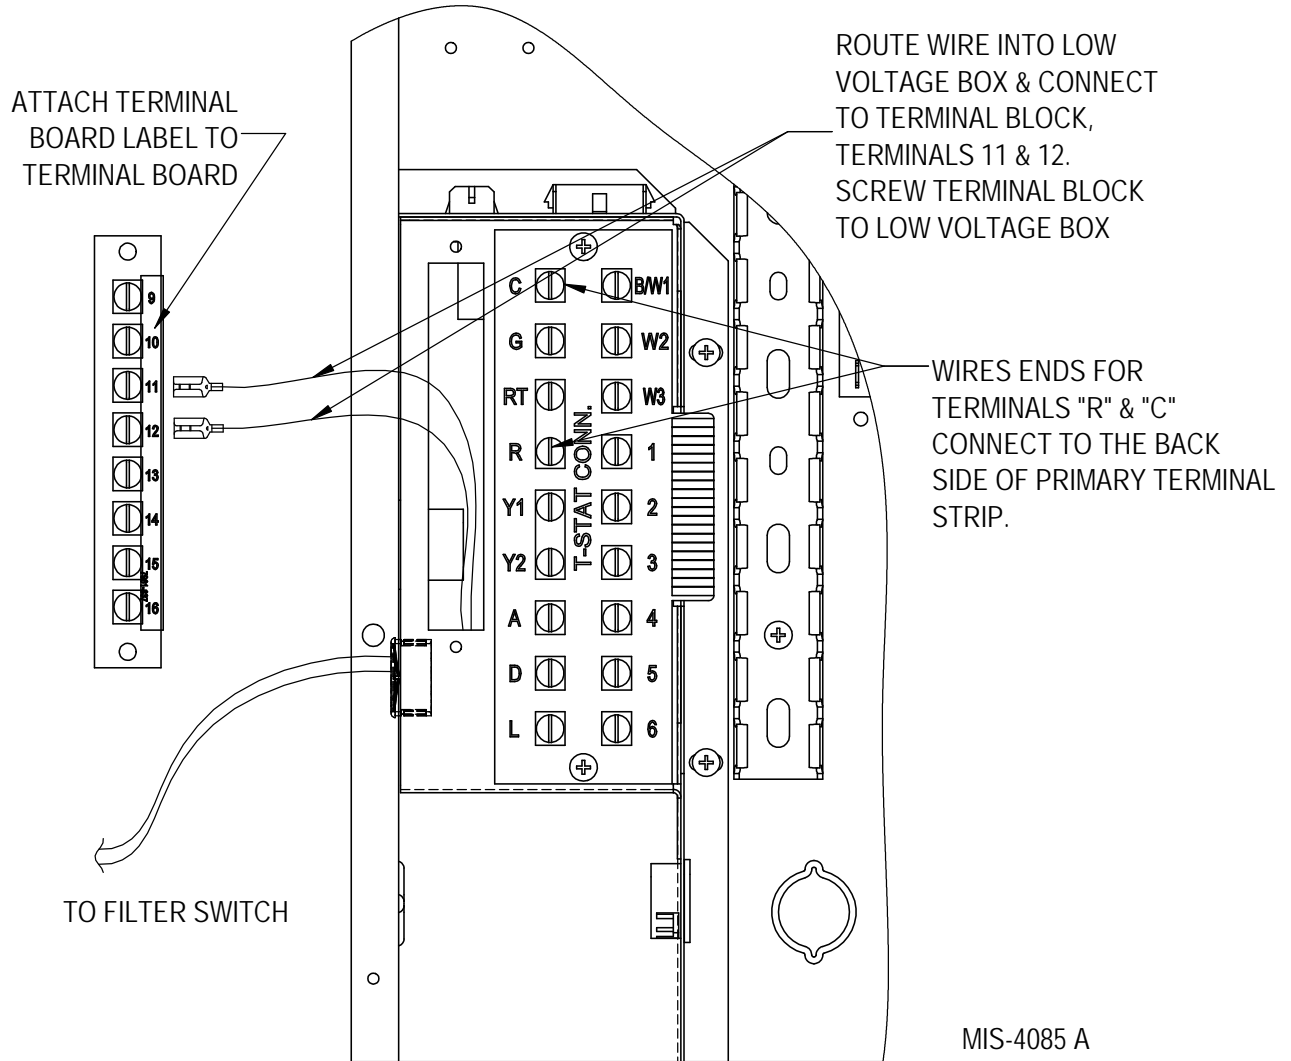 ROUTE WIRE INTO LOW
VOLTAGE BOX & CONNECT
TO TERMINAL BLOCK,
TERMINALS 11 & 12.
SCREW TERMINAL BLOCK
TO LOW VOLTAGE BOX
ATTACH TERMINAL
BOARD LABEL TO
TERMINAL BOARD
9
10
11
12
13
14
15
16
C B/W1
G W2
RT W3
R 1
Y1 2
Y2 3
A 4
D 5
L 6
T-STAT CONN.
WIRES ENDS FOR
TERMINALS "R" & "C"
CONNECT TO THE BACK
SIDE OF PRIMARY TERMINAL
STRIP.
TO FILTER SWITCH
MIS-4085 A